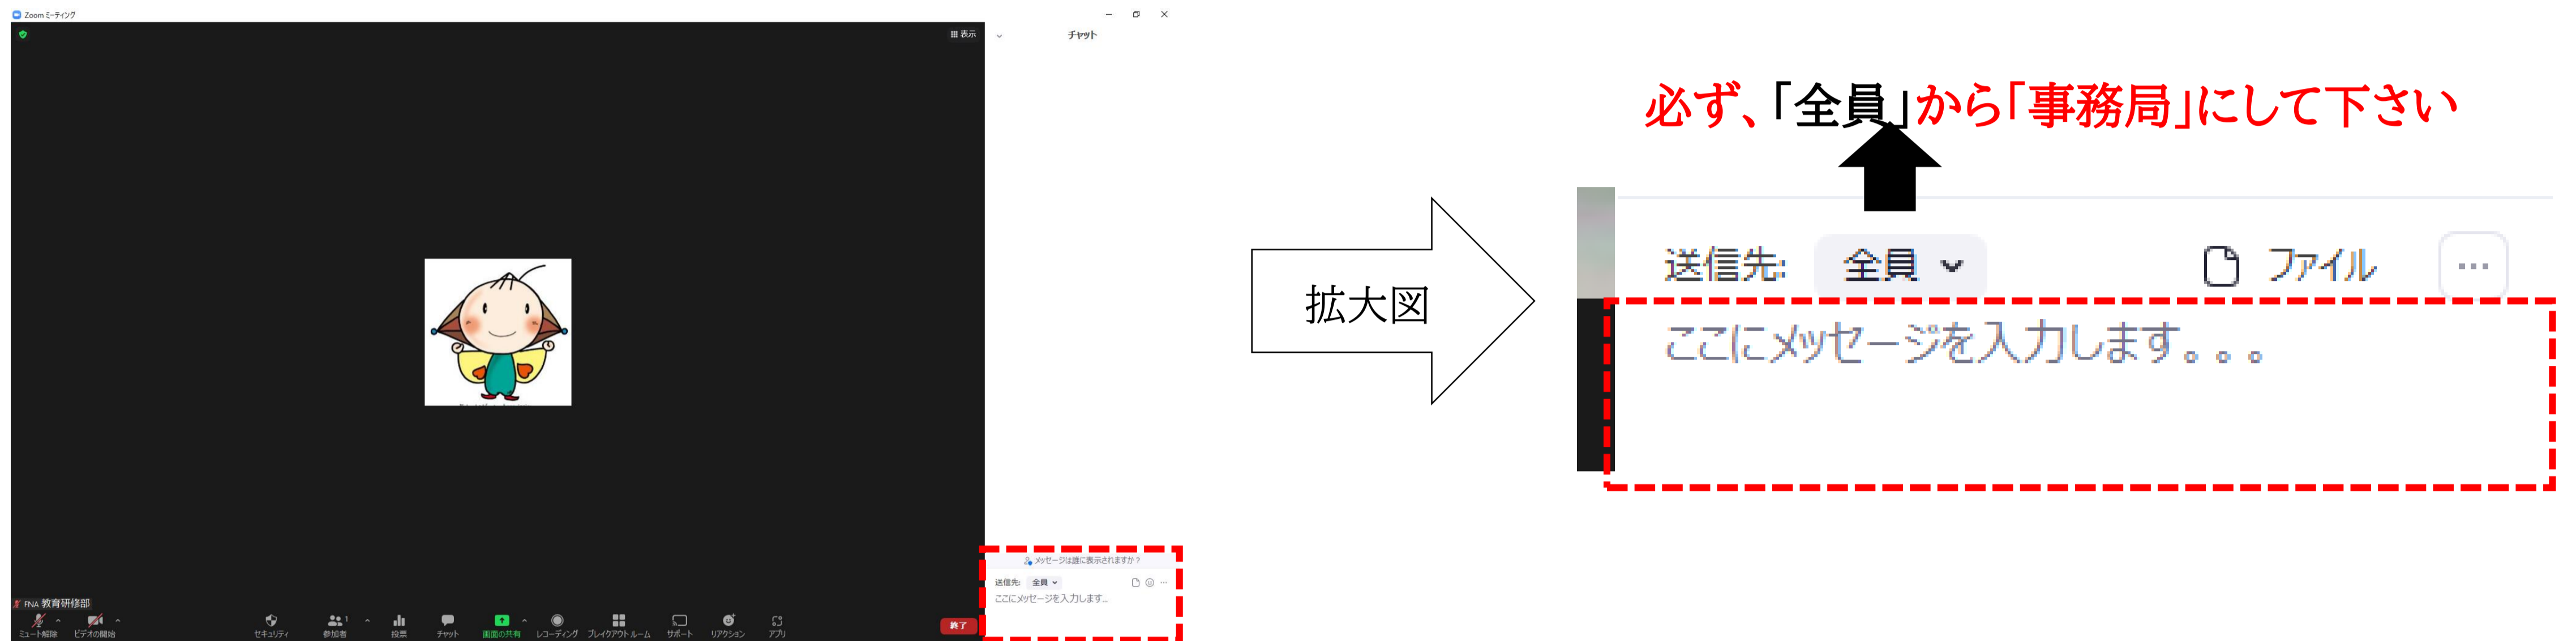 Zoom ミーティング
表示
チャット
必ず、「全員」から「事務局」にして下さい
拡大図
送信先: 全員
ファイル
ここにメッセージを入力します。。。
メッセージは誰に表示されますか？
送信先: 全員
ここにメッセージを入力します...
FNA 教育研修部
ミュート解除 ビデオの開始 セキュリティ 参加者 1 投票 チャット 画面の共有 レコーディング ブレイクアウト ルーム サポート リアクション アプリ 終了